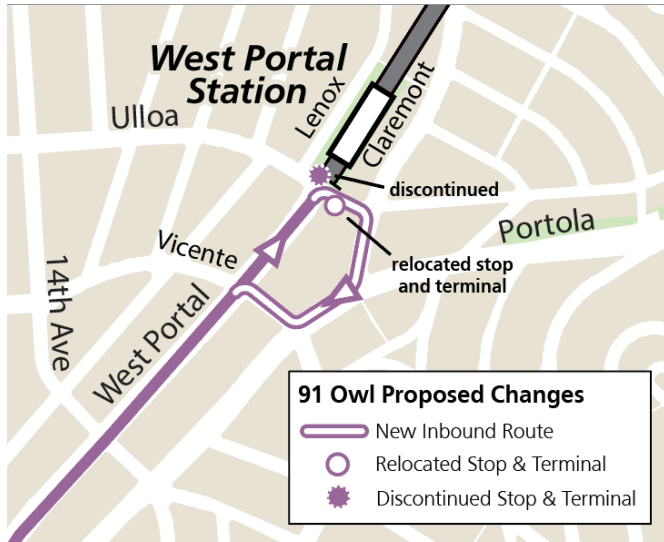 West Portal
Station
Ulloa
Lenox
Claremont
discontinued
Portola
Vicente
relocated stop
and terminal
14th Ave
West Portal
91 Owl Proposed Changes
New Inbound Route
Relocated Stop & Terminal
Discontinued Stop & Terminal